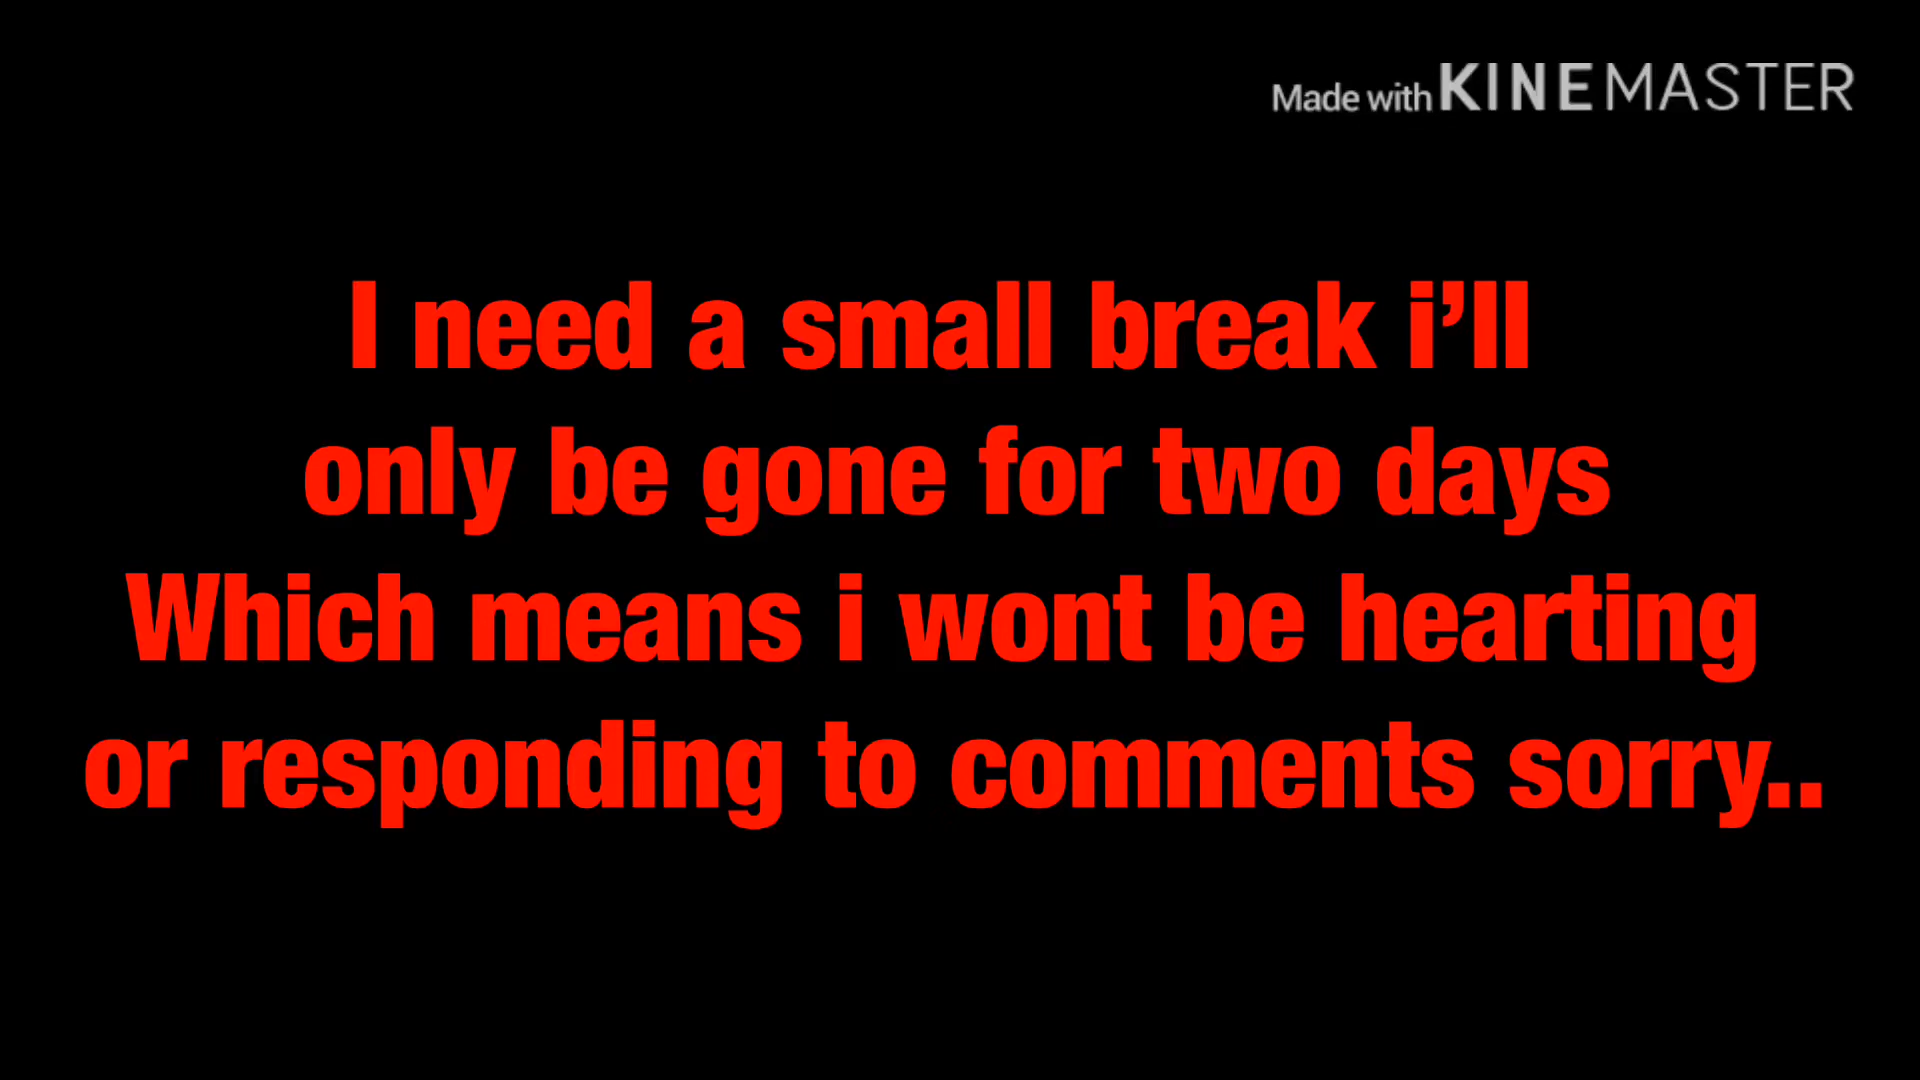 Made with KINEMASTER
I need a small break i’ll
only be gone for two days
Which means i wont be hearting
or responding to comments sorry..